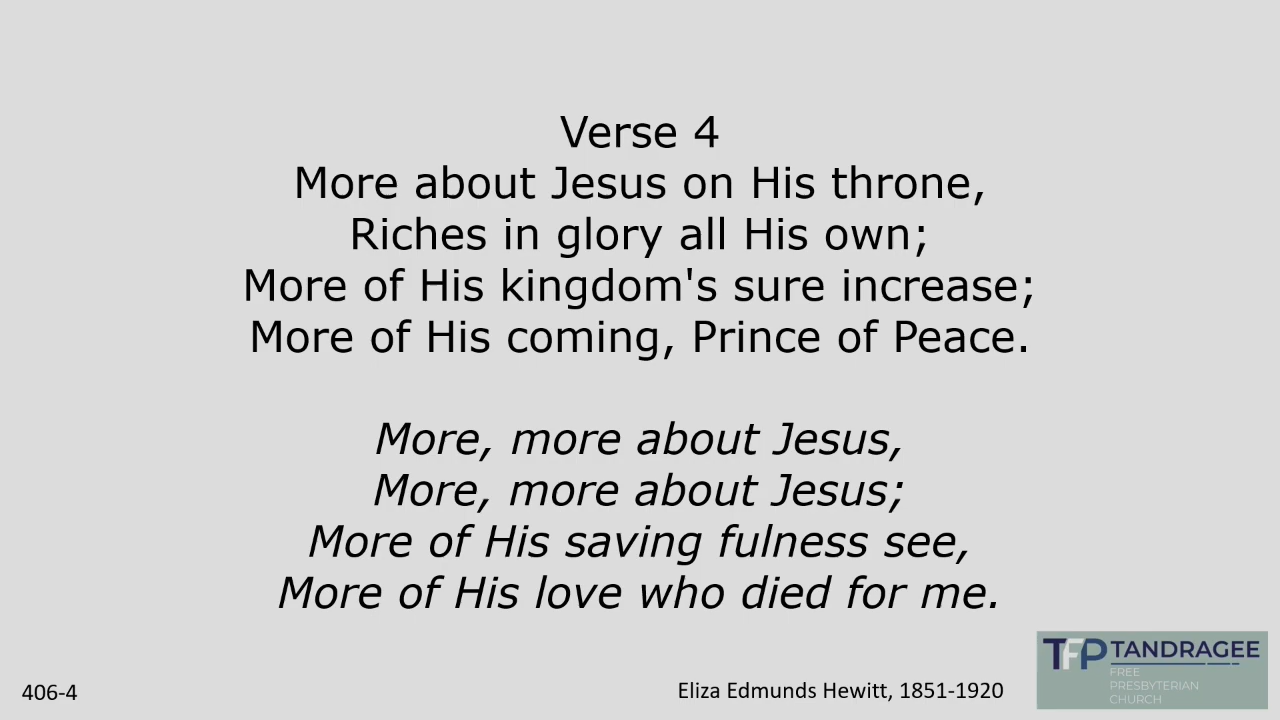 Verse 4
More about Jesus on His throne,
Riches in glory all His own;
More of His kingdom's sure increase;
More of His coming, Prince of Peace.
More, more about Jesus,
More, more about Jesus;
More of His saving fulness see,
More of His love who died for me.
406-4
Eliza Edmunds Hewitt, 1851-1920
TFP TANDRAGEE
FREE
PRESBYTERIAN
CHURCH